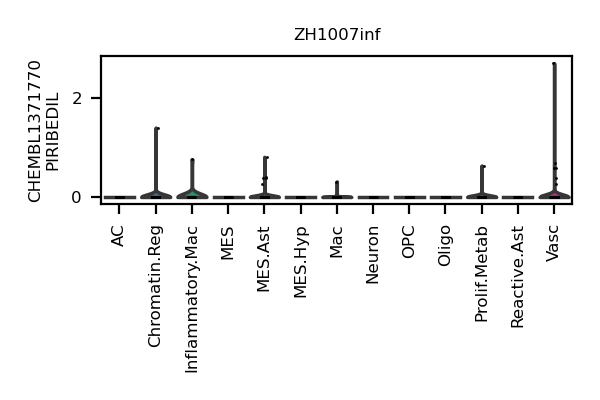 ZH1007inf
CHEMBL1371770
PIRIBEDIL
2
0
AC
Chromatin.Reg
Inflammatory.Mac
MES
MES.Ast
MES.Hyp
Mac
Neuron
OPC
Oligo
Prolif.Metab
Reactive.Ast
Vasc